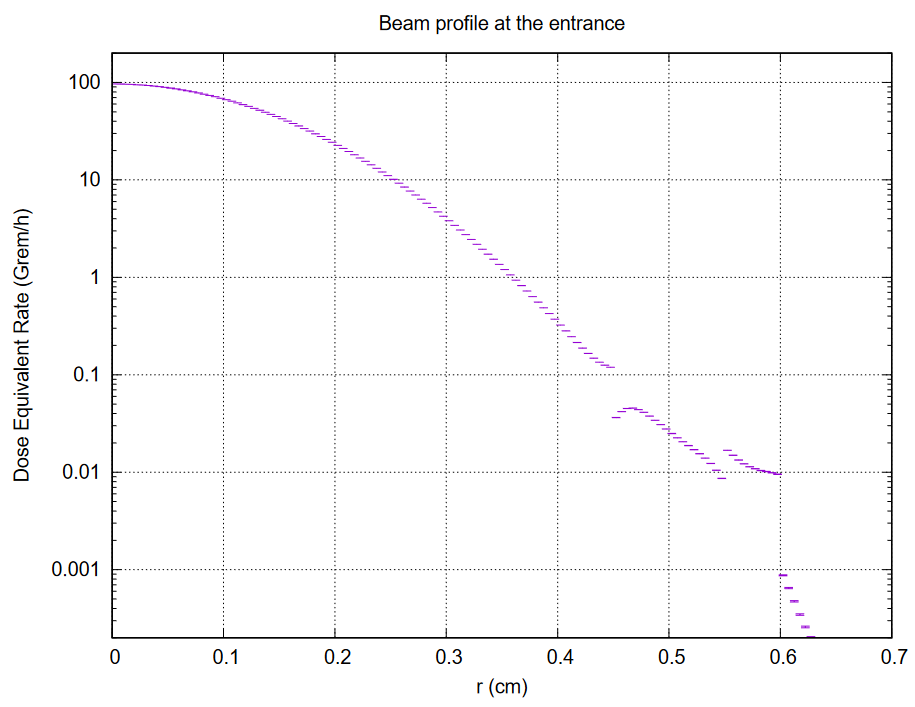 Beam profile at the entrance
100
10
1
0.1
0.01
0.001
Dose Equivalent Rate (Grem/h)
0 0.1 0.2 0.3 0.4 0.5 0.6 0.7
r (cm)